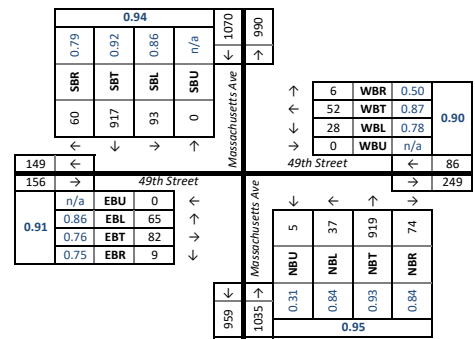 0.94
0.79 0.92 0.86 n/a
SBR SBT SBL SBU
60 917 93 0
← ↓ → ↑
1070 990
↓ ↑
Massachusetts Ave
↑ 6 WBR 0.50
← 52 WBT 0.87
↓ 28 WBL 0.78
→ 0 WBU n/a
0.90
149 ←
49th Street
← 86
156 →
49th Street
→ 249
0.91
n/a EBU 0 ←
0.86 EBL 65 ↑
0.76 EBT 82 →
0.75 EBR 9 ↓
Massachusetts Ave
↓ ← ↑ →
5 37 919 74
NBU NBL NBT NBR
0.31 0.84 0.93 0.84
0.95
↓ ↑
959 1035